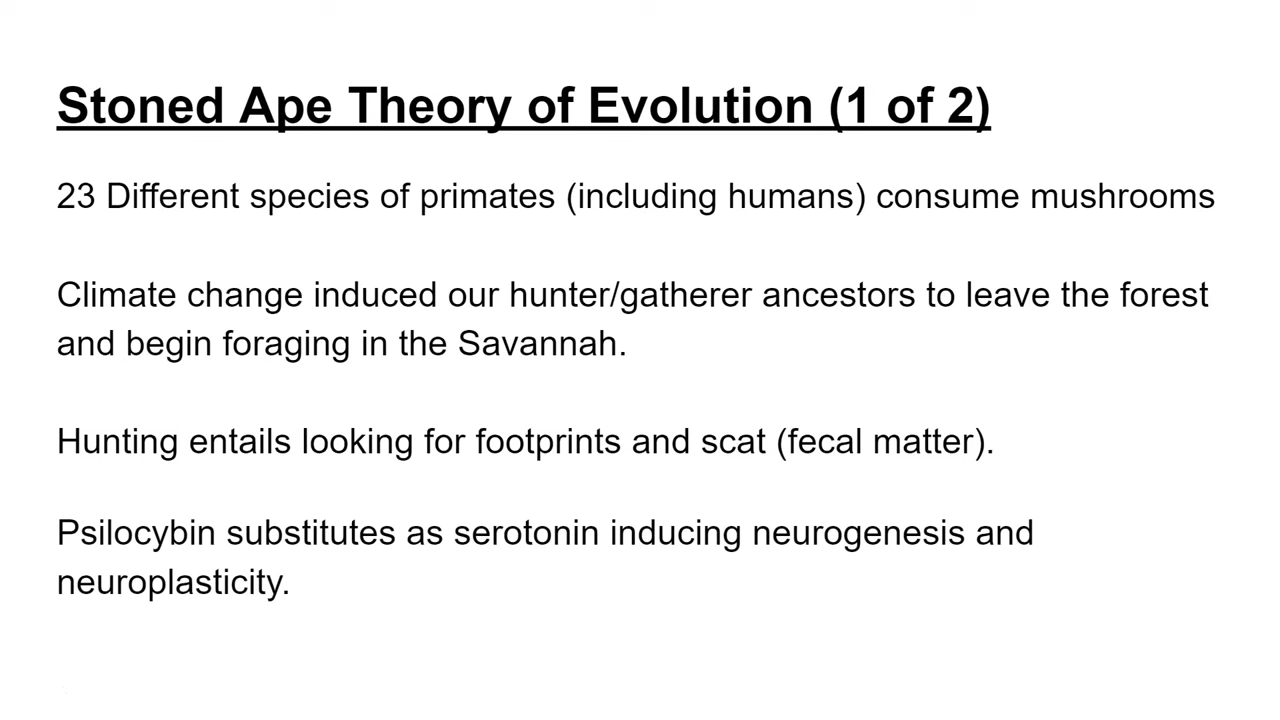 Stoned Ape Theory of Evolution (1 of 2)
23 Different species of primates (including humans) consume mushrooms
Climate change induced our hunter/gatherer ancestors to leave the forest
and begin foraging in the Savannah.
Hunting entails looking for footprints and scat (fecal matter).
Psilocybin substitutes as serotonin inducing neurogenesis and
neuroplasticity.